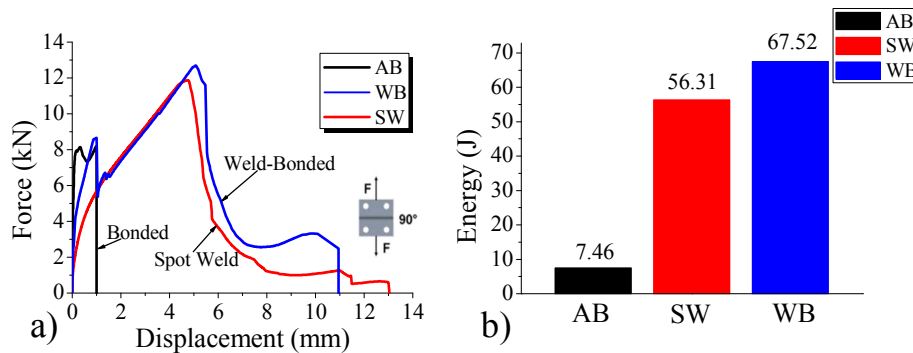 14
12
10
8
6
4
2
0
Force (kN)
AB
WB
SW
Weld-Bonded
Bonded
Spot Weld
F
90°
F
0 2 4 6 8 10 12 14
Displacement (mm)
a)
AB
SW
WB
70
60
50
40
30
20
10
0
Energy (J)
7.46
56.31
67.52
AB SW WB
b)